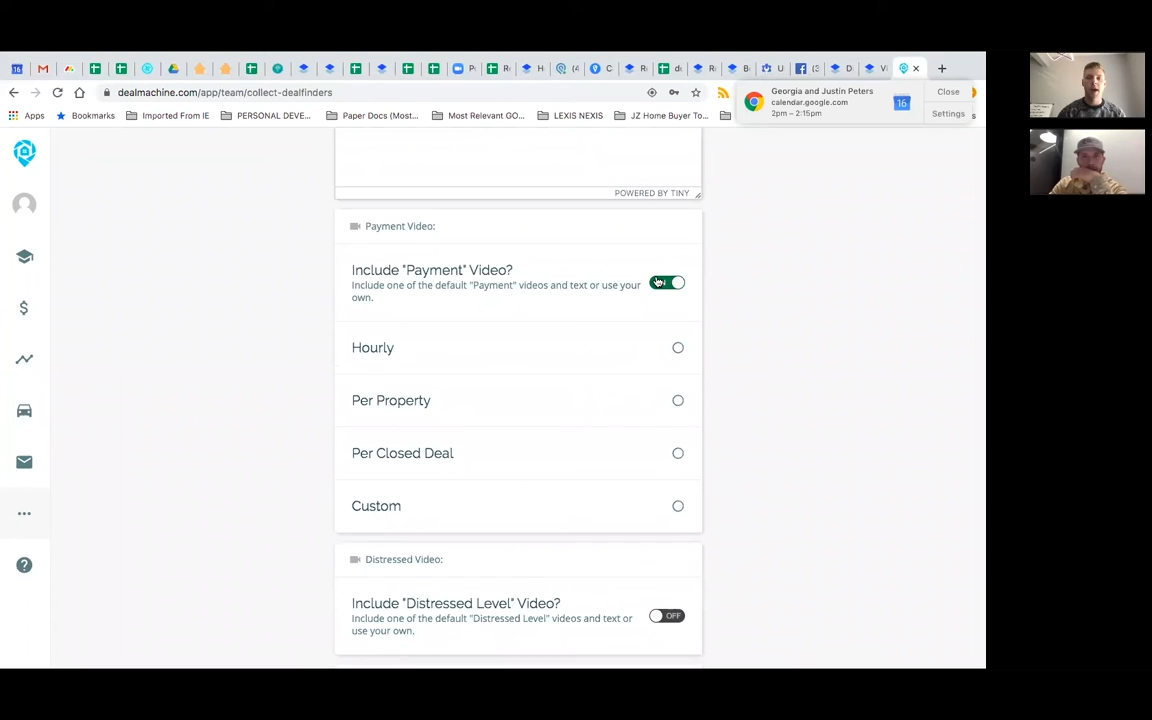 16
P
R
H
(4
C
R
d
R
B
U
(3
D
V
dealmachine.com/app/team/collect-dealfinders
Georgia and Justin Peters
calendar.google.com
2pm – 2:15pm
16
Close
Settings
Apps
Bookmarks
Imported From IE
PERSONAL DEVE...
Paper Docs (Most...
Most Relevant GO...
LEXIS NEXIS
JZ Home Buyer To...
POWERED BY TINY
Payment Video:
Include "Payment" Video?
Include one of the default "Payment" videos and text or use your
own.
Hourly
Per Property
Per Closed Deal
Custom
Distressed Video:
Include "Distressed Level" Video?
Include one of the default "Distressed Level" videos and text or
use your own.
OFF